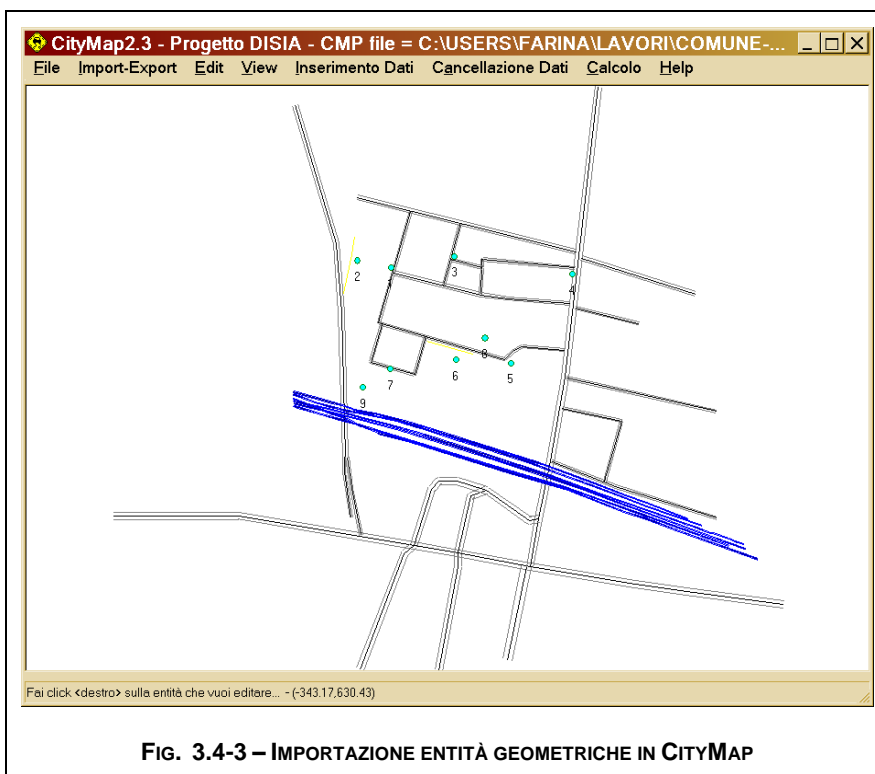 CityMap2.3 - Progetto DISIA - CMP file = C:\USERS\FARINA\LAVORI\COMUNE-...
File Import-Export Edit View Inserimento Dati Cancellazione Dati Calcolo Help
3
2
1
4
8
6
5
7
9
Fai click <destro> sulla entità che vuoi editare... - (-343.17,630.43)
FIG. 3.4-3 – IMPORTAZIONE ENTITÀ GEOMETRICHE IN CITYMAP